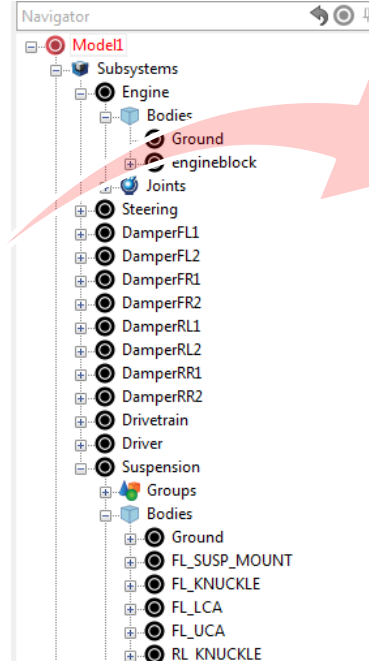 Navigator
Model1
Subsystems
Engine
Bodies
Ground
engineblock
Joints
Steering
DamperFL1
DamperFL2
DamperFR1
DamperFR2
DamperRL1
DamperRL2
DamperRR1
DamperRR2
Drivetrain
Driver
Suspension
Groups
Bodies
Ground
FL_SUSP_MOUNT
FL_KNUCKLE
FL_LCA
FL_UCA
RL_KNUCKLE